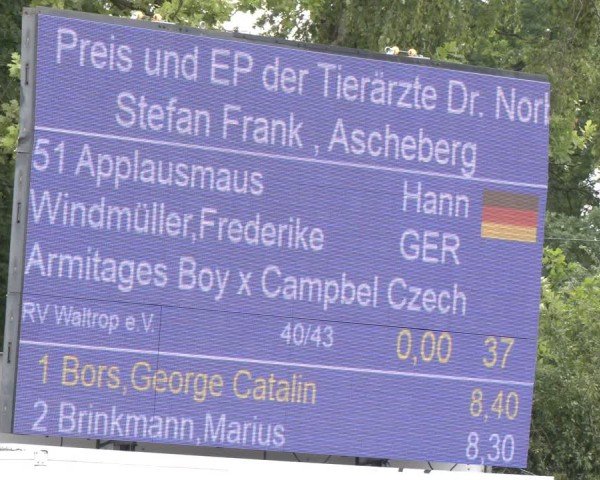 Preis und EP der Tierärzte Dr. Nor
Stefan Frank , Ascheberg
51 Applausmaus Hann
Windmüller,Frederike GER
Armitages Boy x Campbel Czech
RV Waltrop e.V. 40/43 0,00 37
1 Bors,George Catalin 8,40
2 Brinkmann,Marius 8,30